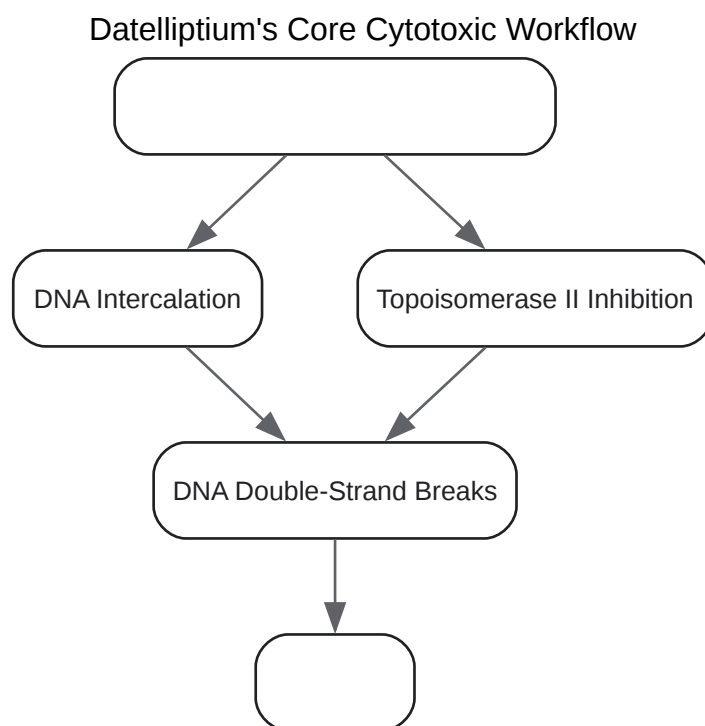 Datelliptium's Core Cytotoxic Workflow
DNA Intercalation
Topoisomerase II Inhibition
DNA Double-Strand Breaks